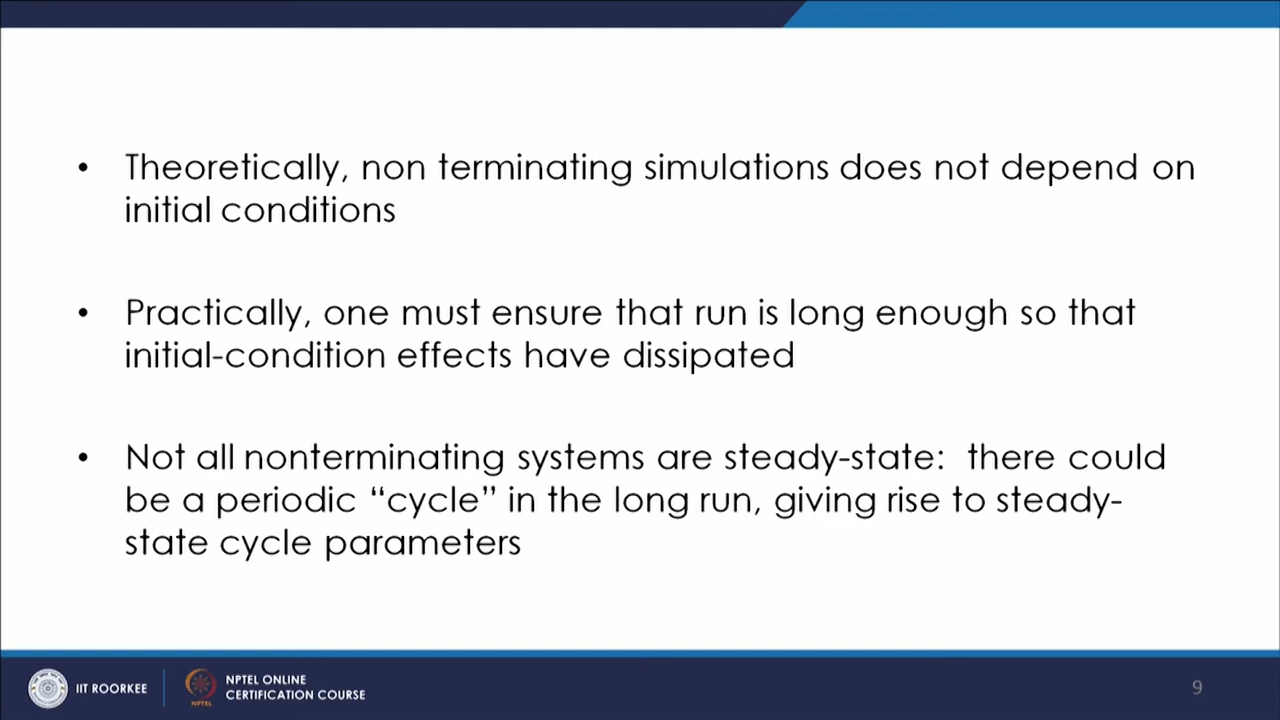 • Theoretically, non terminating simulations does not depend on
initial conditions
• Practically, one must ensure that run is long enough so that
initial-condition effects have dissipated
• Not all nonterminating systems are steady-state: there could
be a periodic “cycle” in the long run, giving rise to steady-
state cycle parameters
IIT ROORKEE
NPTEL
NPTEL ONLINE
CERTIFICATION COURSE
9